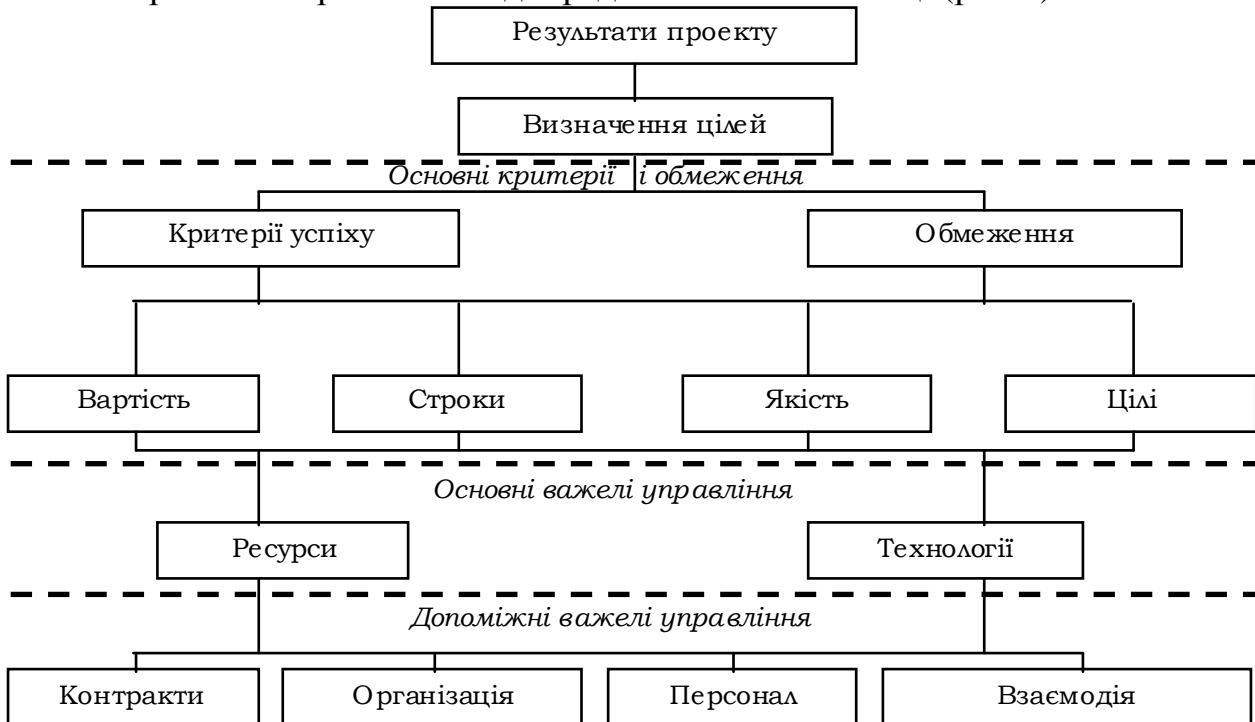 Результати проекту
Визначення цілей
Основні критерії і обмеження
Критерії успіху Обмеження
Вартість Строки Якість Цілі
Основні важелі управління
Ресурси Технології
Допоміжні важелі управління
Контракти Організація Персонал Взаємодія